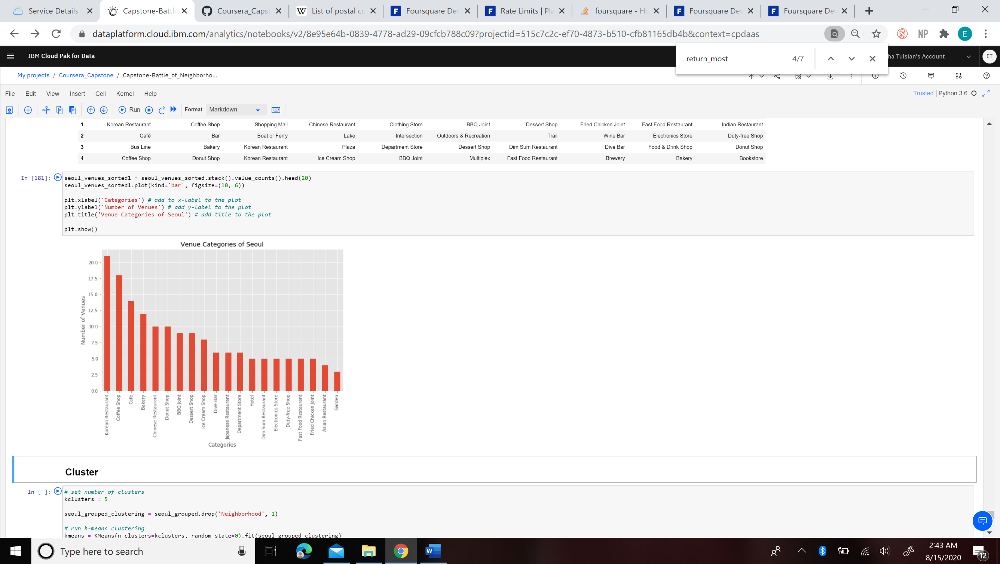 Service Details
Capstone-Battle
Coursera_Capst
List of postal co
Foursquare Dev
Rate Limits | Pla
foursquare - Ho
Foursquare Dev
Foursquare Dev
dataplatform.cloud.ibm.com/analytics/notebooks/v2/8e95e64b-0839-4778-ad29-09cfcb788c09?projectid=515c7c2c-ef70-4873-b510-cfb81165db4b&context=cpdaas
NP
E
IBM Cloud Pak for Data
return_most 4/7
ha Tulsian's Account
ET
My projects / Coursera_Capstone / Capstone-Battle_of_Neighborho...
File Edit View Insert Cell Kernel Help
Trusted | Python 3.6
Run Format Markdown
1 Korean Restaurant Coffee Shop Shopping Mall Chinese Restaurant Clothing Store BBQ Joint Dessert Shop Fried Chicken Joint Fast Food Restaurant Indian Restaurant
2 Café Bar Boat or Ferry Lake Intersection Outdoors & Recreation Trail Wine Bar Electronics Store Duty-free Shop
3 Bus Line Bakery Korean Restaurant Plaza Department Store Dessert Shop Dim Sum Restaurant Dive Bar Food & Drink Shop Donut Shop
4 Coffee Shop Donut Shop Korean Restaurant Ice Cream Shop BBQ Joint Multiplex Fast Food Restaurant Brewery Bakery Bookstore
In [181]: seoul_venues_sorted1 = seoul_venues_sorted.stack().value_counts().head(20)
seoul_venues_sorted1.plot(kind='bar', figsize=(10, 6))
plt.xlabel('Categories') # add to x-label to the plot
plt.ylabel('Number of Venues') # add y-label to the plot
plt.title('Venue Categories of Seoul') # add title to the plot
plt.show()
Venue Categories of Seoul
Number of Venues
20.0
17.5
15.0
12.5
10.0
7.5
5.0
2.5
0.0
Korean Restaurant
Coffee Shop
Café
Bakery
Chinese Restaurant
Donut Shop
BBQ Joint
Dessert Shop
Ice Cream Shop
Dive Bar
Japanese Restaurant
Department Store
Hotel
Dim Sum Restaurant
Electronics Store
Duty-free Shop
Fast Food Restaurant
Fried Chicken Joint
Asian Restaurant
Garden
Categories
Cluster
In [ ]: # set number of clusters
kclusters = 5
seoul_grouped_clustering = seoul_grouped.drop('Neighborhood', 1)
# run k-means clustering
kmeans = KMeans(n_clusters=kclusters, random_state=0).fit(seoul_grouped_clustering)
Type here to search
W
2:43 AM
8/15/2020
12